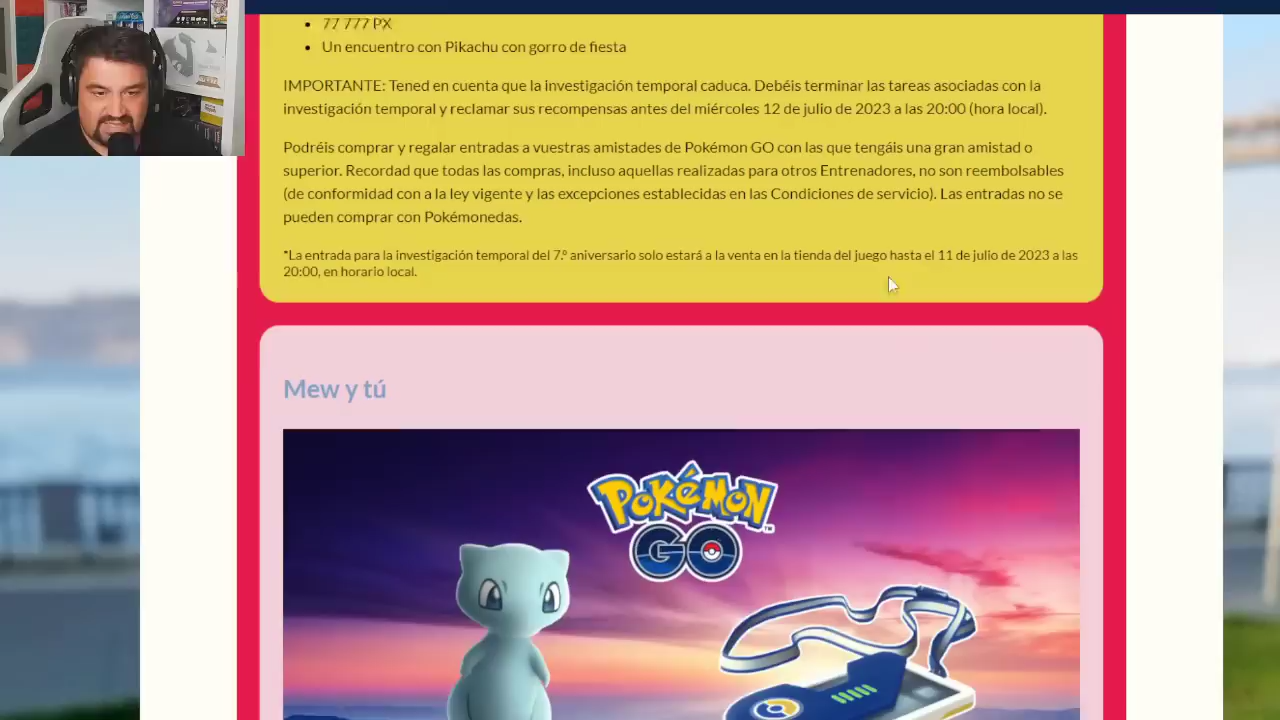 77 777 PX
Un encuentro con Pikachu con gorro de fiesta
IMPORTANTE: Tened en cuenta que la investigación temporal caduca. Debéis terminar las tareas asociadas con la
investigación temporal y reclamar sus recompensas antes del miércoles 12 de julio de 2023 a las 20:00 (hora local).
Podréis comprar y regalar entradas a vuestras amistades de Pokémon GO con las que tengáis una gran amistad o
superior. Recordad que todas las compras, incluso aquellas realizadas para otros Entrenadores, no son reembolsables
(de conformidad con a la ley vigente y las excepciones establecidas en las Condiciones de servicio). Las entradas no se
pueden comprar con Pokémonedas.
*La entrada para la investigación temporal del 7.º aniversario solo estará a la venta en la tienda del juego hasta el 11 de julio de 2023 a las
20:00, en horario local.
Mew y tú
POKÉMON
GO